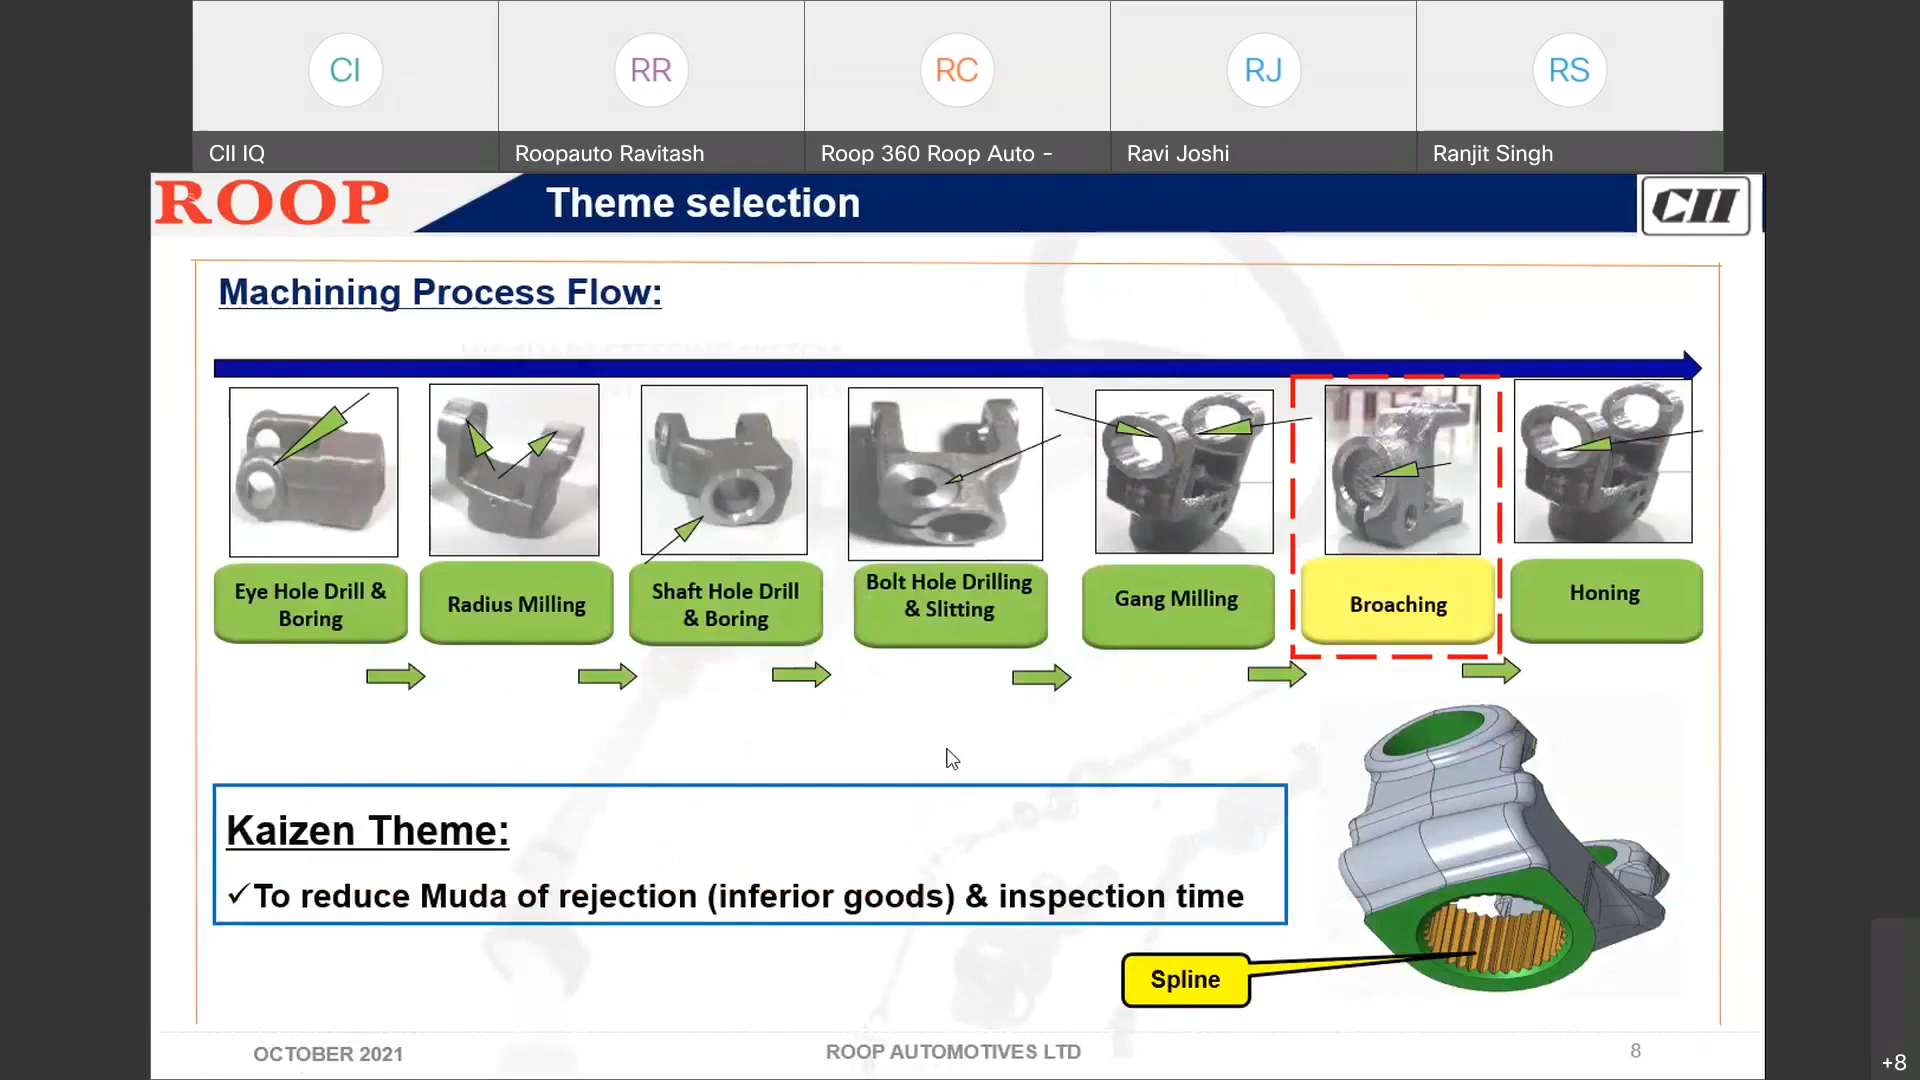 CI
RR
RC
RJ
RS
CII IQ
Roopauto Ravitash
Roop 360 Roop Auto -
Ravi Joshi
Ranjit Singh
ROOP
Theme selection
CII
Machining Process Flow:
Eye Hole Drill &
Boring
Radius Milling
Shaft Hole Drill
& Boring
Bolt Hole Drilling
& Slitting
Gang Milling
Broaching
Honing
Kaizen Theme:
✓To reduce Muda of rejection (inferior goods) & inspection time
Spline
OCTOBER 2021
ROOP AUTOMOTIVES LTD
8
+8